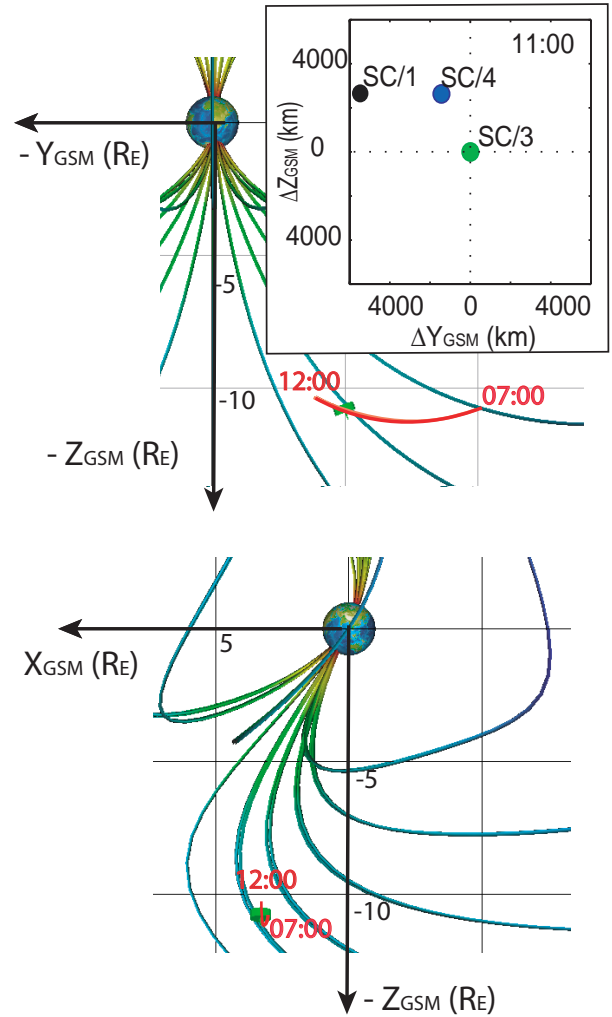 4000
0
4000
ΔZGSM (km)
11:00
SC/1
SC/4
SC/3
4000
0
4000
ΔYGSM (km)
- YGSM (RE)
-5
-10
12:00
07:00
- ZGSM (RE)
5
XGSM (RE)
-5
12:00
-10
07:00
- ZGSM (RE)